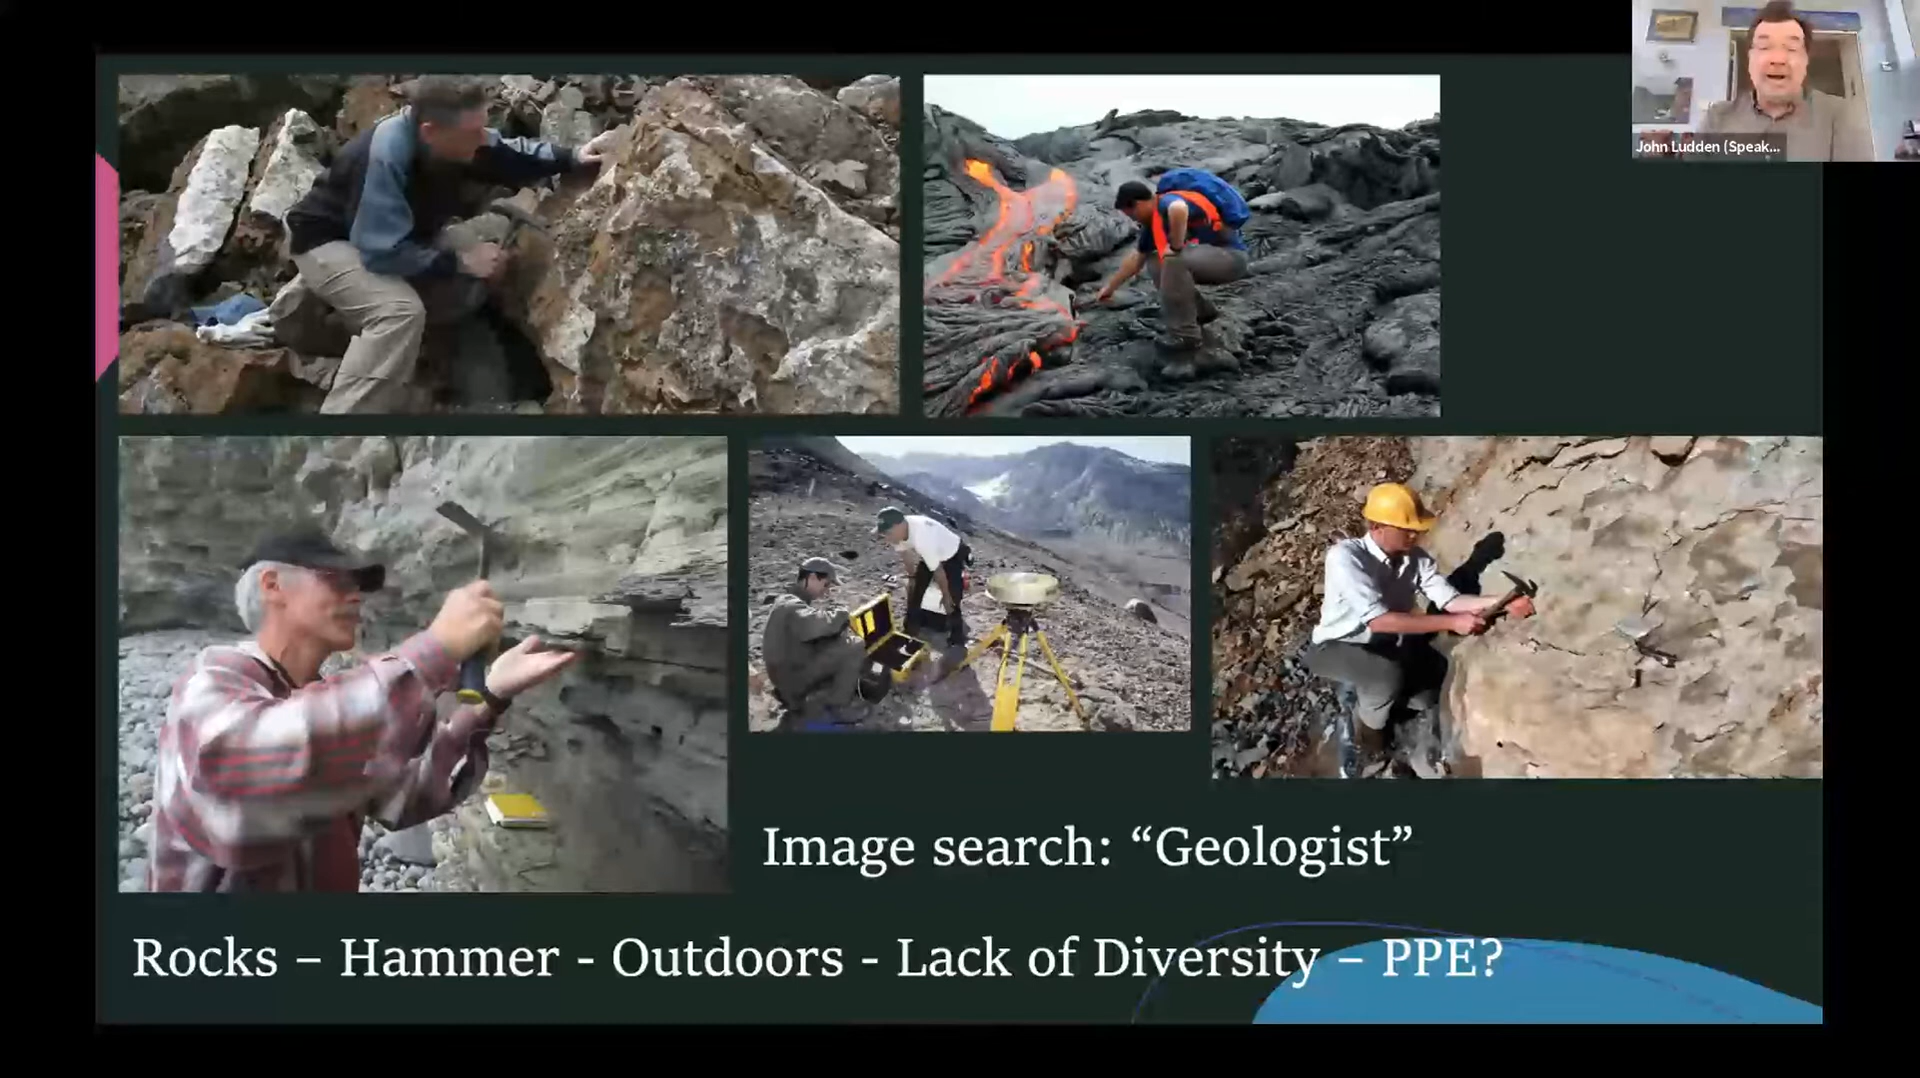 John Ludden (Speak...
Image search: “Geologist”
Rocks – Hammer - Outdoors - Lack of Diversity – PPE?